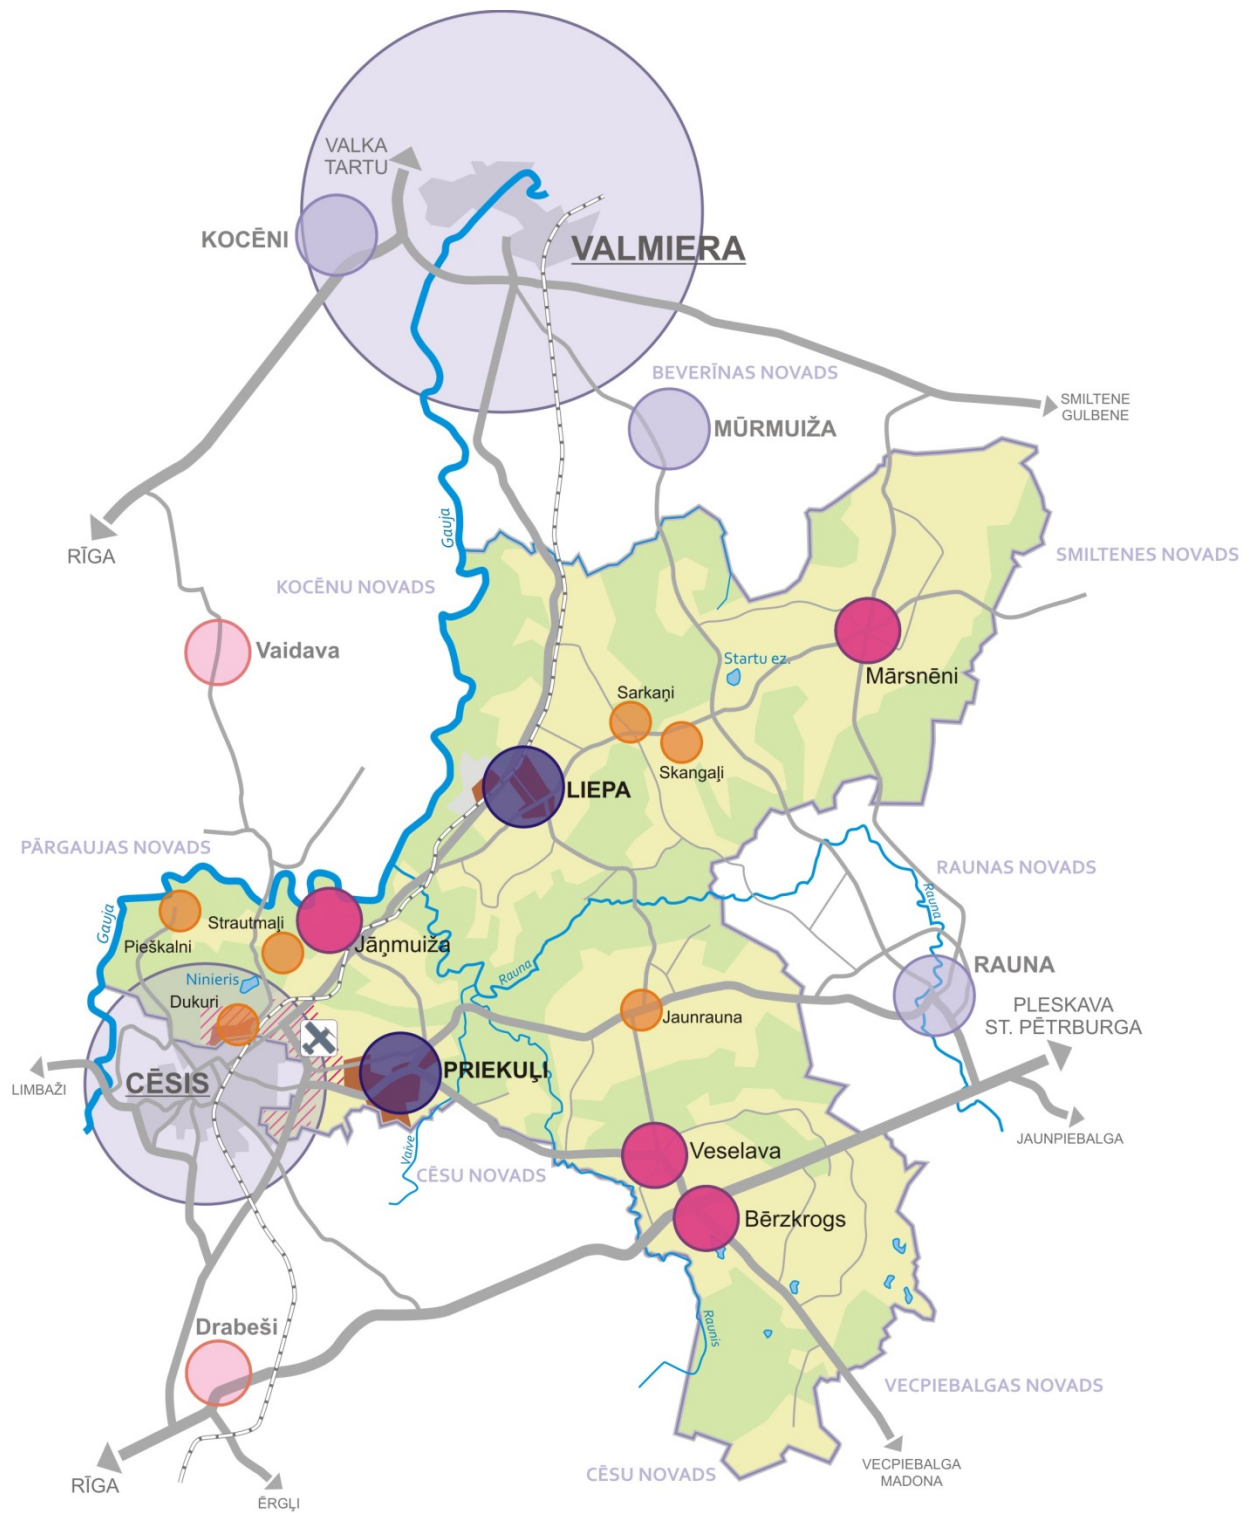 VALKA
TARTU
KOCĒNI
VALMIERA
BEVERĪNAS NOVADS
SMILTENE
GULBENE
MŪRMUIŽA
Gauja
RĪGA
SMILTENES NOVADS
KOCĒNU NOVADS
Vaidava
Startu ez.
Mārsnēni
Sarkaņi
Skangaļi
LIEPA
PĀRGAUJAS NOVADS
RAUNAS NOVADS
Rauna
Gauja
Strautmaļi
Pieškalni
Jāņmuiža
Rauna
RAUNA
Ninieris
Dukuri
Jaunrauna
PLESKAVA
ST. PĒTRBURGA
LIMBAŽI
CĒSIS
PRIEKUĻI
JAUNPIEBALGA
Vaive
Veselava
CĒSU NOVADS
Bērzkrogs
Drabeši
Raunis
VECPIEBALGAS NOVADS
RĪGA
ĒRGĻI
CĒSU NOVADS
VECPIEBALGA
MADONA